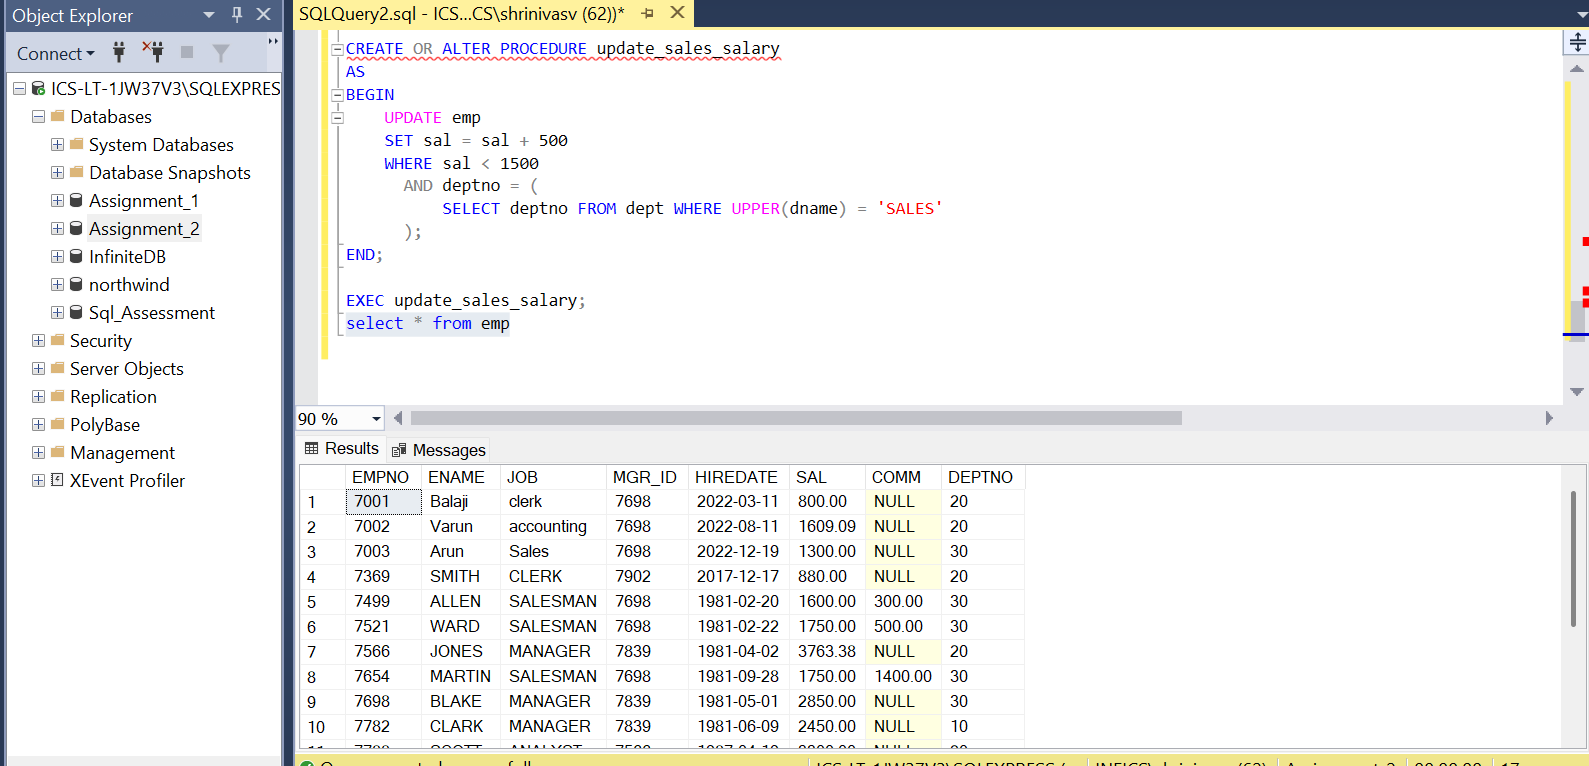 Object Explorer
Connect
ICS-LT-1JW37V3\SQLEXPRES
Databases
System Databases
Database Snapshots
Assignment_1
Assignment_2
InfiniteDB
northwind
Sql_Assessment
Security
Server Objects
Replication
PolyBase
Management
XEvent Profiler
SQLQuery2.sql - ICS...CS\shrinivasv (62))*
CREATE OR ALTER PROCEDURE update_sales_salary
AS
BEGIN
UPDATE emp
SET sal = sal + 500
WHERE sal < 1500
AND deptno = (
SELECT deptno FROM dept WHERE UPPER(dname) = 'SALES'
);
END;
EXEC update_sales_salary;
select * from emp
90 %
Results Messages
EMPNO ENAME JOB MGR_ID HIREDATE SAL COMM DEPTNO
1 7001 Balaji clerk 7698 2022-03-11 800.00 NULL 20
2 7002 Varun accounting 7698 2022-08-11 1609.09 NULL 20
3 7003 Arun Sales 7698 2022-12-19 1300.00 NULL 30
4 7369 SMITH CLERK 7902 2017-12-17 880.00 NULL 20
5 7499 ALLEN SALESMAN 7698 1981-02-20 1600.00 300.00 30
6 7521 WARD SALESMAN 7698 1981-02-22 1750.00 500.00 30
7 7566 JONES MANAGER 7839 1981-04-02 3763.38 NULL 20
8 7654 MARTIN SALESMAN 7698 1981-09-28 1750.00 1400.00 30
9 7698 BLAKE MANAGER 7839 1981-05-01 2850.00 NULL 30
10 7782 CLARK MANAGER 7839 1981-06-09 2450.00 NULL 10